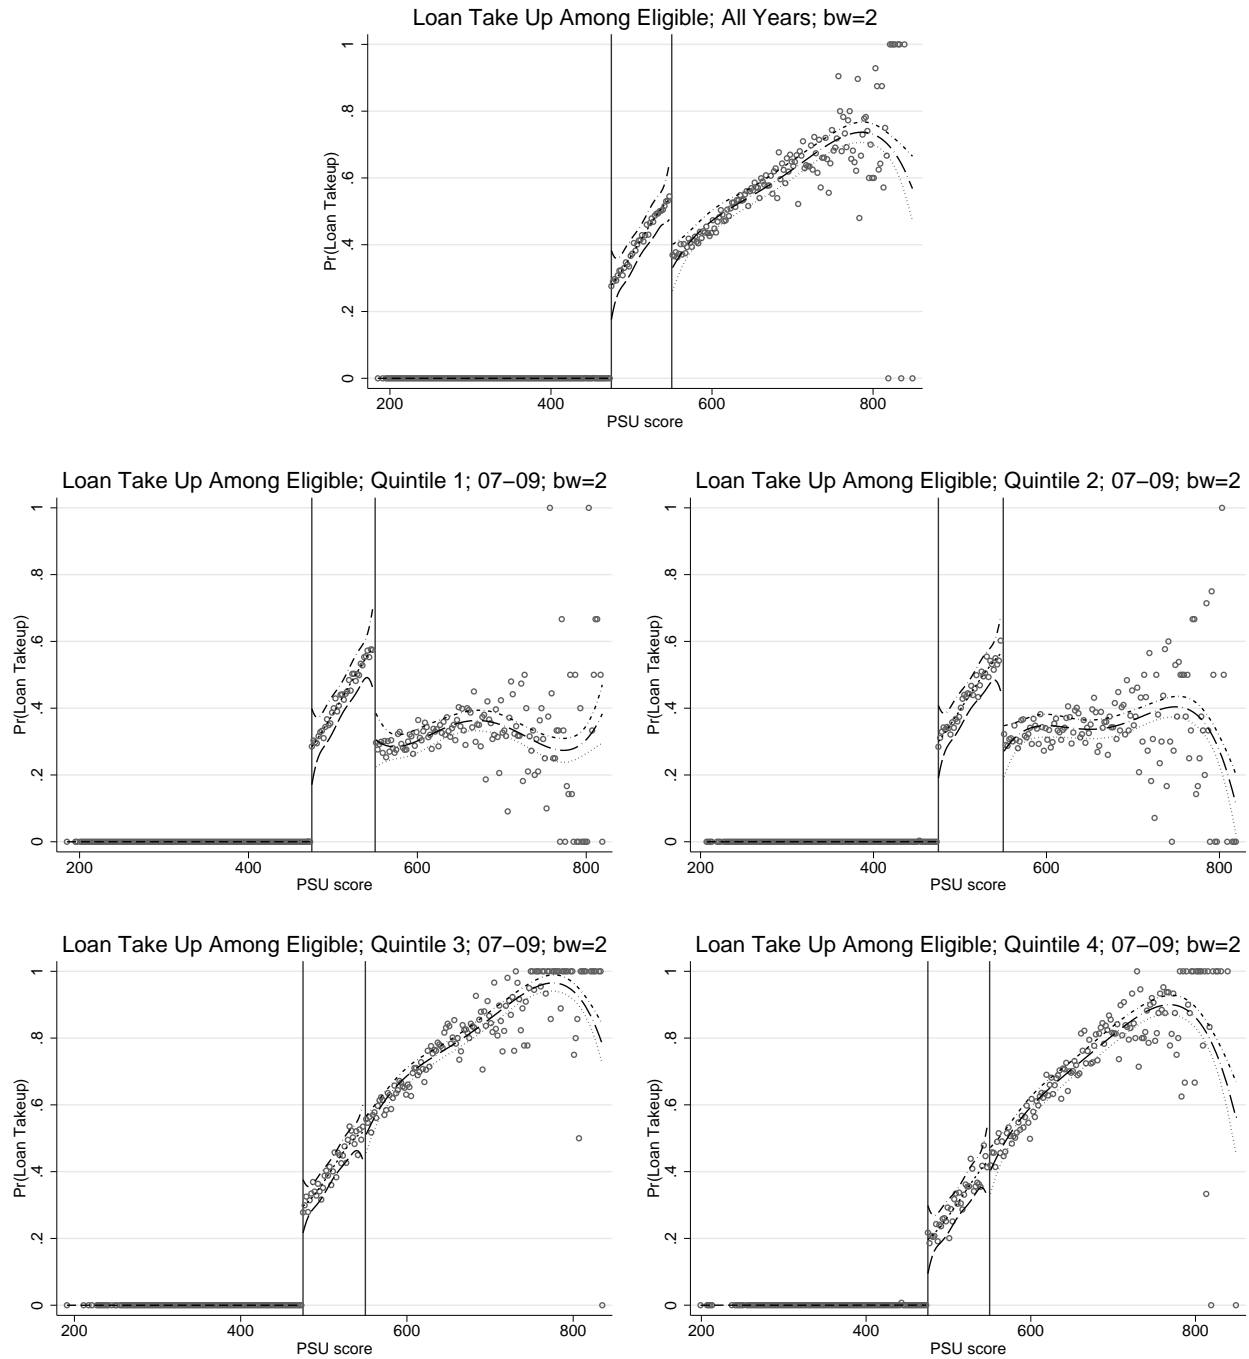 Loan Take Up Among Eligible; All Years; bw=2
Pr(Loan Takeup)
0 .2 .4 .6 .8 1
200 400 600 800
PSU score
Loan Take Up Among Eligible; Quintile 1; 07−09; bw=2
Pr(Loan Takeup)
0 .2 .4 .6 .8 1
200 400 600 800
PSU score
Loan Take Up Among Eligible; Quintile 2; 07−09; bw=2
Pr(Loan Takeup)
0 .2 .4 .6 .8 1
200 400 600 800
PSU score
Loan Take Up Among Eligible; Quintile 3; 07−09; bw=2
Pr(Loan Takeup)
0 .2 .4 .6 .8 1
200 400 600 800
PSU score
Loan Take Up Among Eligible; Quintile 4; 07−09; bw=2
Pr(Loan Takeup)
0 .2 .4 .6 .8 1
200 400 600 800
PSU score